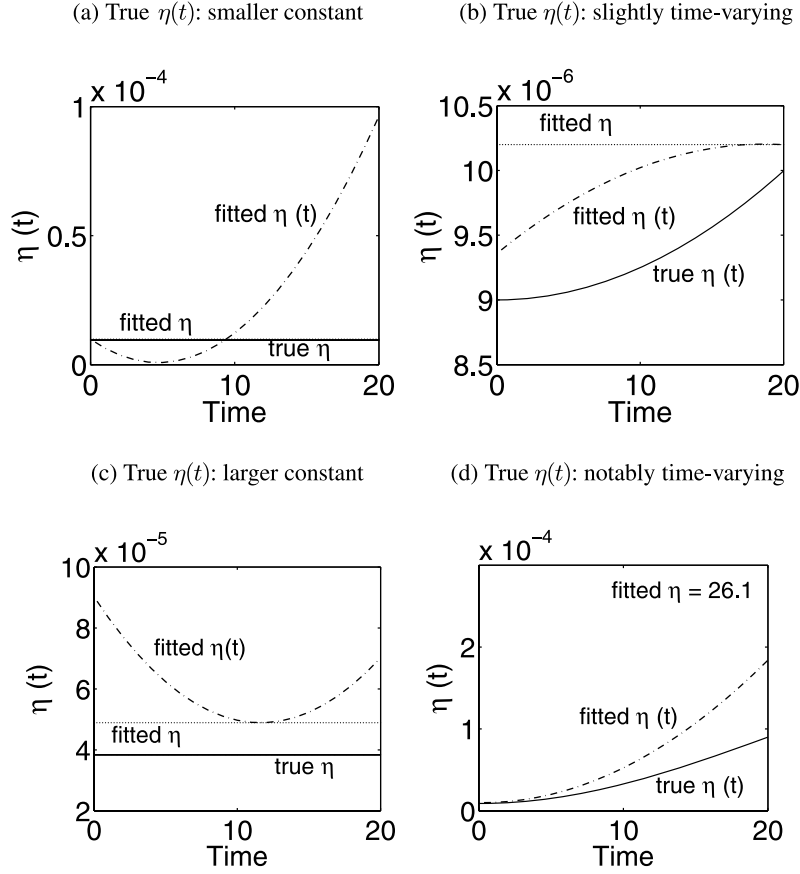 (a) True η(t): smaller constant
x 10⁻⁴
1
0.5
0
η (t)
fitted η (t)
fitted η
true η
0 10 20
Time
(b) True η(t): slightly time-varying
x 10⁻⁶
10.5
10
9.5
9
8.5
η (t)
fitted η
fitted η (t)
true η (t)
0 10 20
Time
(c) True η(t): larger constant
x 10⁻⁵
10
8
6
4
2
η (t)
fitted η(t)
fitted η
true η
0 10 20
Time
(d) True η(t): notably time-varying
x 10⁻⁴
2
1
0
η (t)
fitted η = 26.1
fitted η (t)
true η (t)
0 10 20
Time